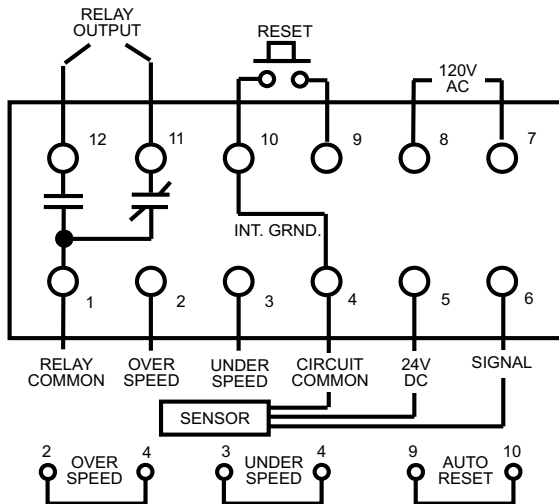 RELAY
OUTPUT
RESET
120V
AC
12
11
10
9
8
7
INT. GRND.
1
2
3
4
5
6
RELAY
COMMON
OVER
SPEED
UNDER
SPEED
CIRCUIT
COMMON
24V
DC
SIGNAL
SENSOR
2
OVER
SPEED
4
3
UNDER
SPEED
4
9
AUTO
RESET
10